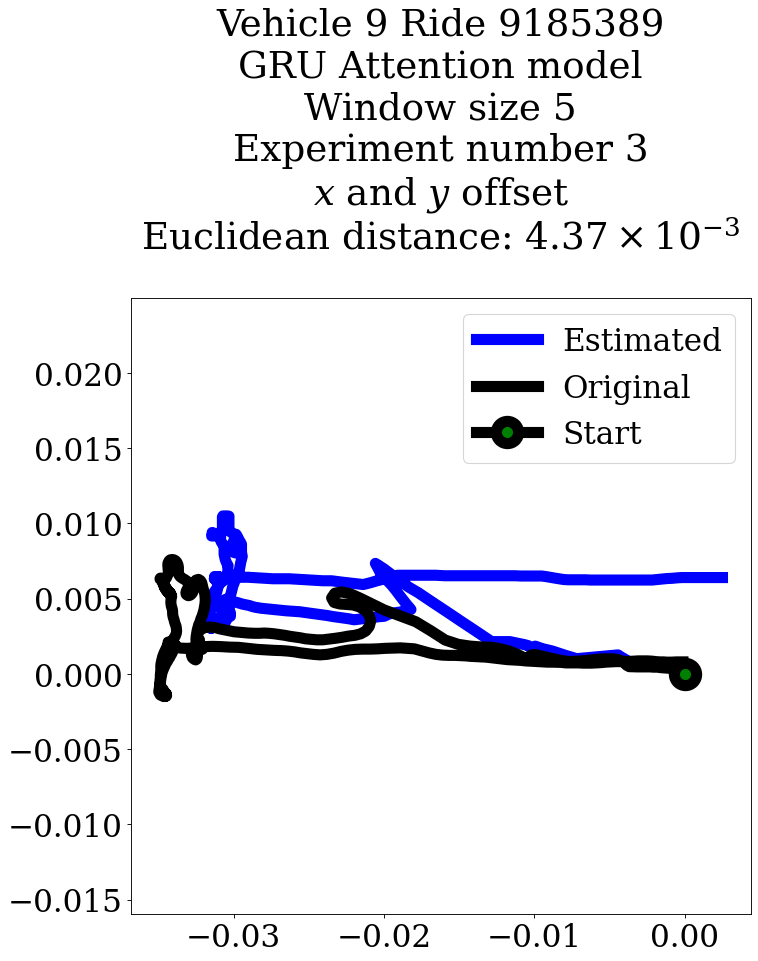 Vehicle 9 Ride 9185389
GRU Attention model
Window size 5
Experiment number 3
x and y offset
Euclidean distance: 4.37 × 10⁻³
Estimated
Original
Start
0.020
0.015
0.010
0.005
0.000
−0.005
−0.010
−0.015
−0.03 −0.02 −0.01 0.00